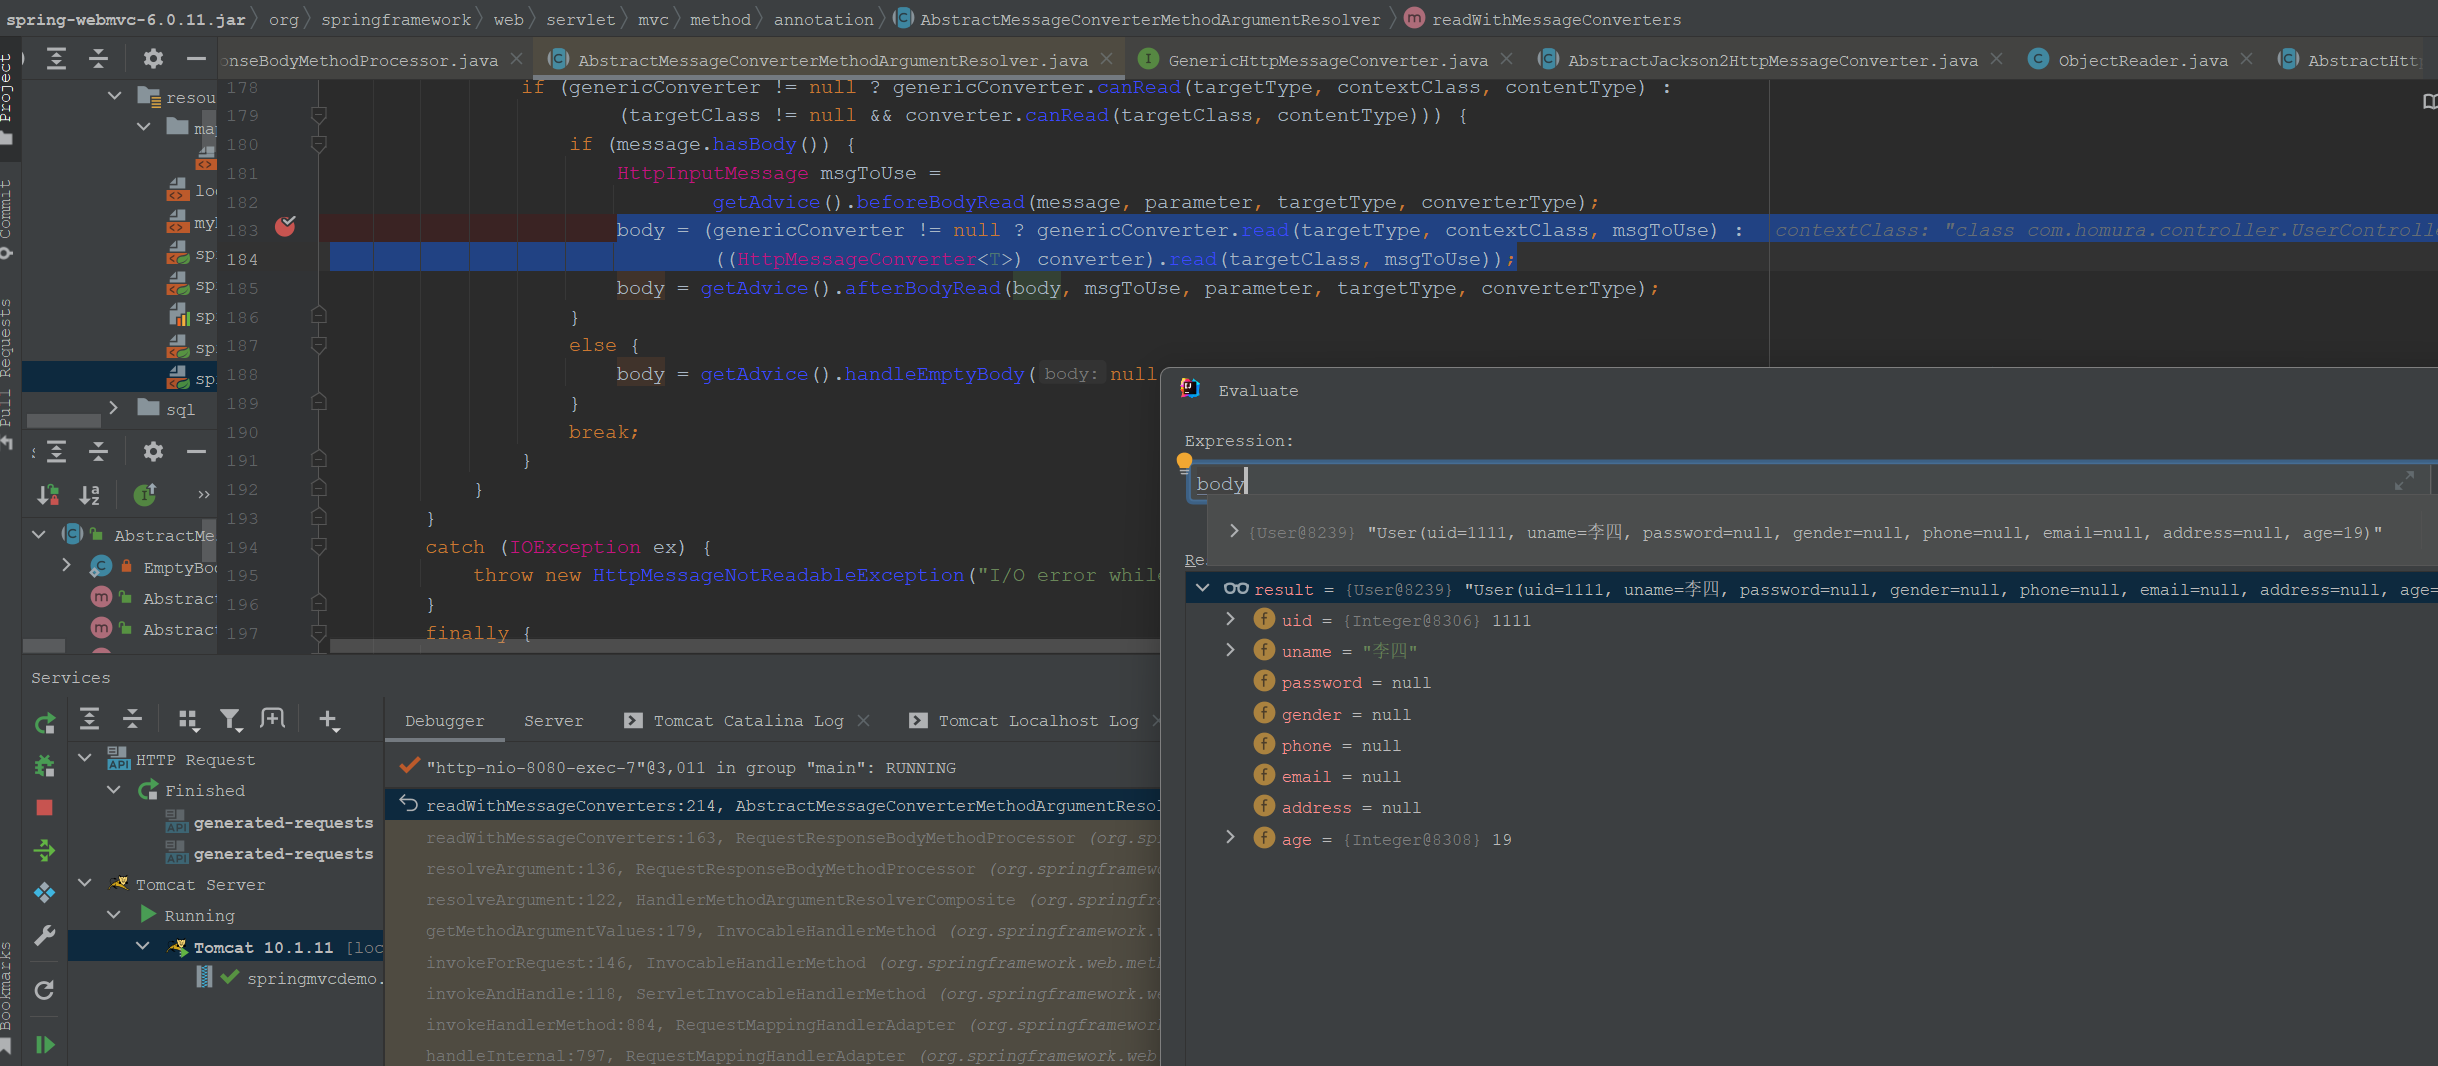 spring-webmvc-6.0.11.jar org springframework web servlet mvc method annotation AbstractMessageConverterMethodArgumentResolver readWithMessageConverters
onseBodyMethodProcessor.java AbstractMessageConverterMethodArgumentResolver.java GenericHttpMessageConverter.java AbstractJackson2HttpMessageConverter.java ObjectReader.java AbstractHtt
Project
Commit
Pull Requests
Bookmarks
resou
ma
lo
my
sp
sp
sp
sp
sp
sql
AbstractMe
EmptyBo
Abstract
Abstract
178 if (genericConverter != null ? genericConverter.canRead(targetType, contextClass, contentType) :
179 (targetClass != null && converter.canRead(targetClass, contentType))) {
180 if (message.hasBody()) {
181 HttpInputMessage msgToUse =
182 getAdvice().beforeBodyRead(message, parameter, targetType, converterType);
183 body = (genericConverter != null ? genericConverter.read(targetType, contextClass, msgToUse) : contextClass: "class com.homura.controller.UserControlle
184 ((HttpMessageConverter<T>) converter).read(targetClass, msgToUse));
185 body = getAdvice().afterBodyRead(body, msgToUse, parameter, targetType, converterType);
186 }
187 else {
188 body = getAdvice().handleEmptyBody( body: null
189 }
190 break;
191 }
192 }
193 }
194 catch (IOException ex) {
195 throw new HttpMessageNotReadableException("I/O error while
196 }
197 finally {
Evaluate
Expression:
body
{User@8239} "User(uid=1111, uname=李四, password=null, gender=null, phone=null, email=null, address=null, age=19)"
Re
result = {User@8239} "User(uid=1111, uname=李四, password=null, gender=null, phone=null, email=null, address=null, age=
uid = {Integer@8306} 1111
uname = "李四"
password = null
gender = null
phone = null
email = null
address = null
age = {Integer@8308} 19
Services
Debugger Server Tomcat Catalina Log Tomcat Localhost Log
HTTP Request
Finished
generated-requests
generated-requests
Tomcat Server
Running
Tomcat 10.1.11 [loc
springmvcdemo.
"http-nio-8080-exec-7"@3,011 in group "main": RUNNING
readWithMessageConverters:214, AbstractMessageConverterMethodArgumentResol
readWithMessageConverters:163, RequestResponseBodyMethodProcessor (org.sp
resolveArgument:136, RequestResponseBodyMethodProcessor (org.springframew
resolveArgument:122, HandlerMethodArgumentResolverComposite (org.springfr
getMethodArgumentValues:179, InvocableHandlerMethod (org.springframework.w
invokeForRequest:146, InvocableHandlerMethod (org.springframework.web.met
invokeAndHandle:118, ServletInvocableHandlerMethod (org.springframework.w
invokeHandlerMethod:884, RequestMappingHandlerAdapter (org.springframework
handleInternal:797, RequestMappingHandlerAdapter (org.springframework.web